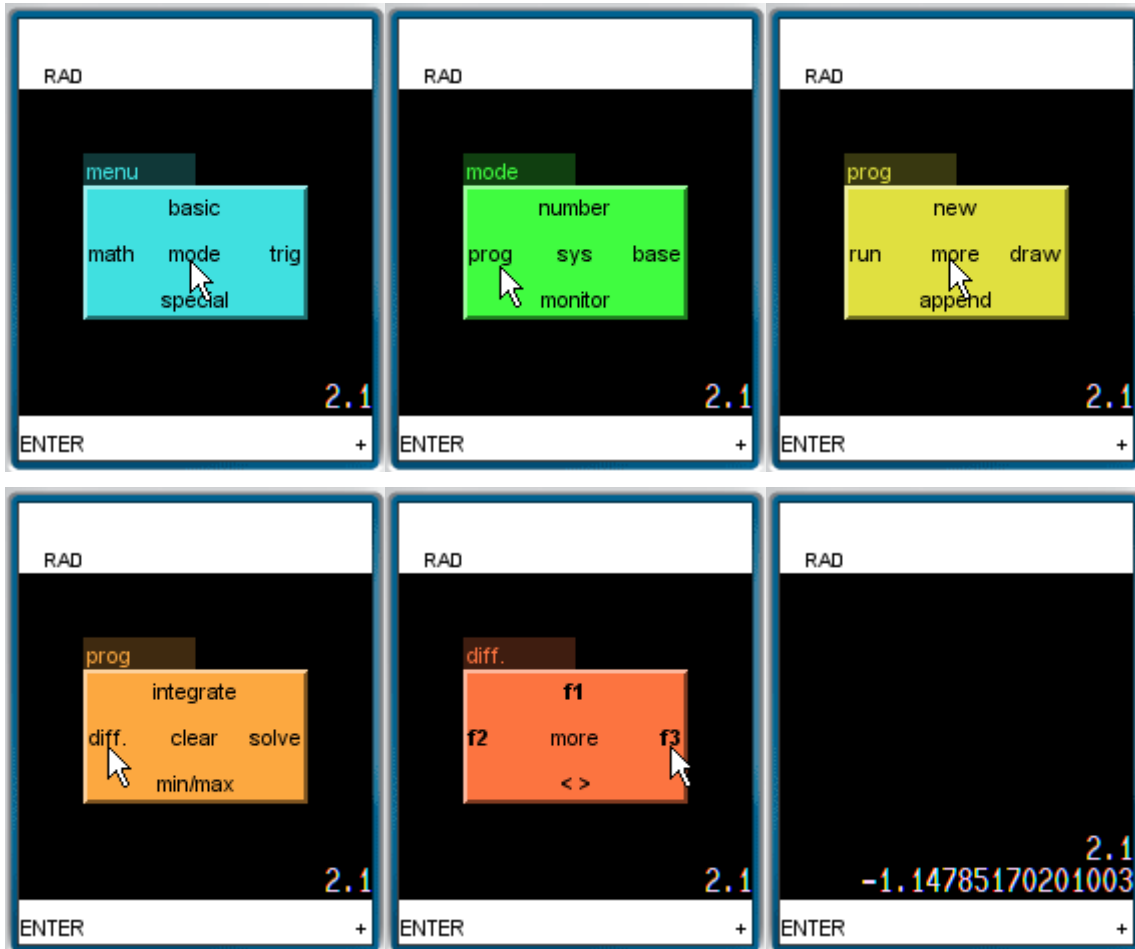 RAD
menu
basic
math mode trig
special
2.1
ENTER +
RAD
mode
number
prog sys base
monitor
2.1
ENTER +
RAD
prog
new
run more draw
append
2.1
ENTER +
RAD
prog
integrate
diff. clear solve
min/max
2.1
ENTER +
RAD
diff.
f1
f2 more f3
< >
2.1
ENTER +
RAD
2.1
-1.14785170201003
ENTER +